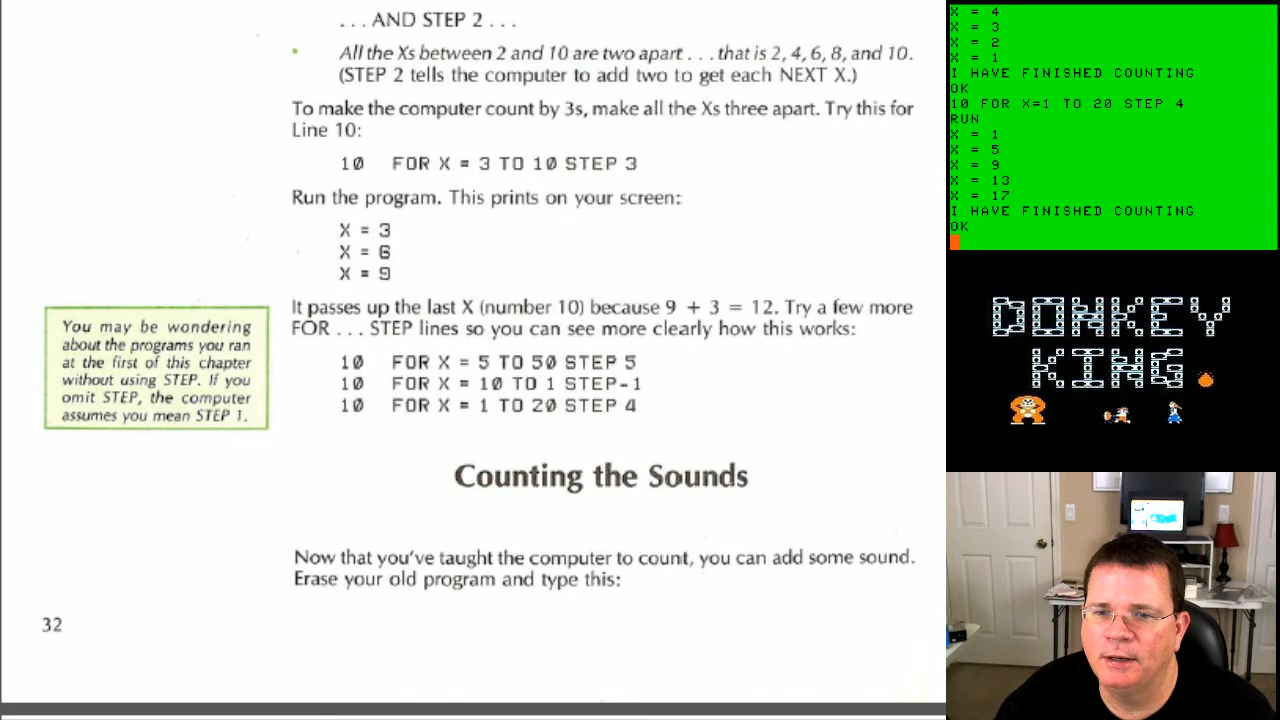 . . . AND STEP 2 . . .
• All the Xs between 2 and 10 are two apart . . . that is 2, 4, 6, 8, and 10.
(STEP 2 tells the computer to add two to get each NEXT X.)
To make the computer count by 3s, make all the Xs three apart. Try this for
Line 10:
10 FOR X = 3 TO 10 STEP 3
Run the program. This prints on your screen:
X = 3
X = 6
X = 9
It passes up the last X (number 10) because 9 + 3 = 12. Try a few more
FOR . . . STEP lines so you can see more clearly how this works:
10 FOR X = 5 TO 50 STEP 5
10 FOR X = 10 TO 1 STEP-1
10 FOR X = 1 TO 20 STEP 4
You may be wondering
about the programs you ran
at the first of this chapter
without using STEP. If you
omit STEP, the computer
assumes you mean STEP 1.
Counting the Sounds
Now that you've taught the computer to count, you can add some sound.
Erase your old program and type this:
32
X = 4
X = 3
X = 2
X = 1
I HAVE FINISHED COUNTING
OK
10 FOR X=1 TO 20 STEP 4
RUN
X = 1
X = 5
X = 9
X = 13
X = 17
I HAVE FINISHED COUNTING
OK
DONKEY
KING